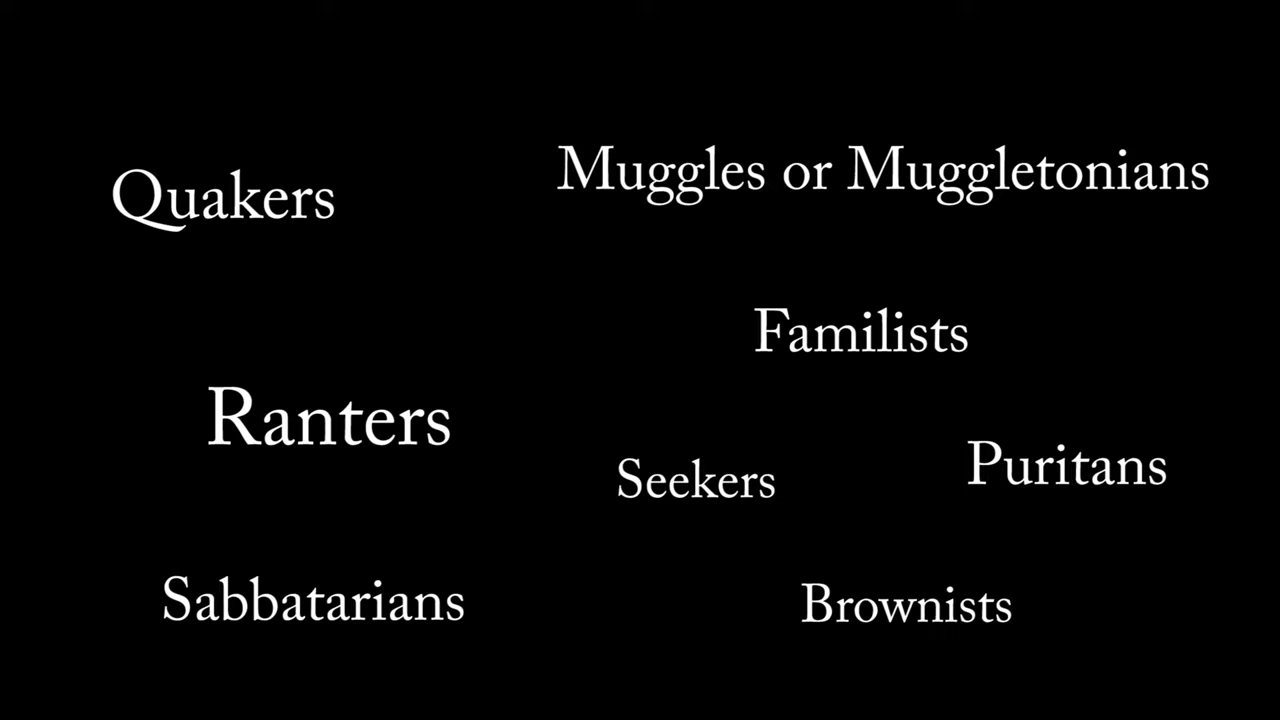 Quakers
Muggles or Muggletonians
Familists
Ranters
Seekers
Puritans
Sabbatarians
Brownists